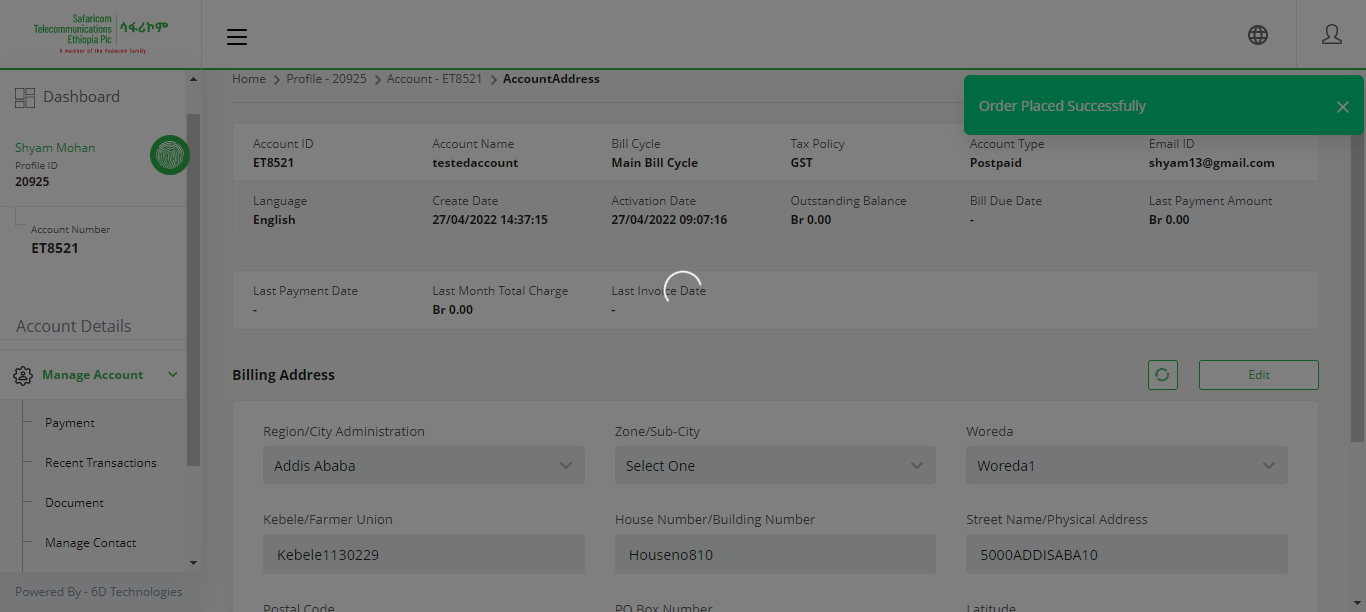 Safaricom
Telecommunications
Ethiopia Plc
ሳፋሪኮም
A member of the Vodacom family
Dashboard
Shyam Mohan
Profile ID
20925
Account Number
ET8521
Account Details
Manage Account
Payment
Recent Transactions
Document
Manage Contact
Powered By - 6D Technologies
Home > Profile - 20925 > Account - ET8521 > AccountAddress
Order Placed Successfully
Account ID Account Name Bill Cycle Tax Policy Account Type Email ID
ET8521 testedaccount Main Bill Cycle GST Postpaid shyam13@gmail.com
Language Create Date Activation Date Outstanding Balance Bill Due Date Last Payment Amount
English 27/04/2022 14:37:15 27/04/2022 09:07:16 Br 0.00 - Br 0.00
Last Payment Date Last Month Total Charge Last Invoice Date
- Br 0.00 -
Billing Address Edit
Region/City Administration Zone/Sub-City Woreda
Addis Ababa Select One Woreda1
Kebele/Farmer Union House Number/Building Number Street Name/Physical Address
Kebele1130229 Houseno810 5000ADDISABA10
Postal Code PO Box Number Latitude